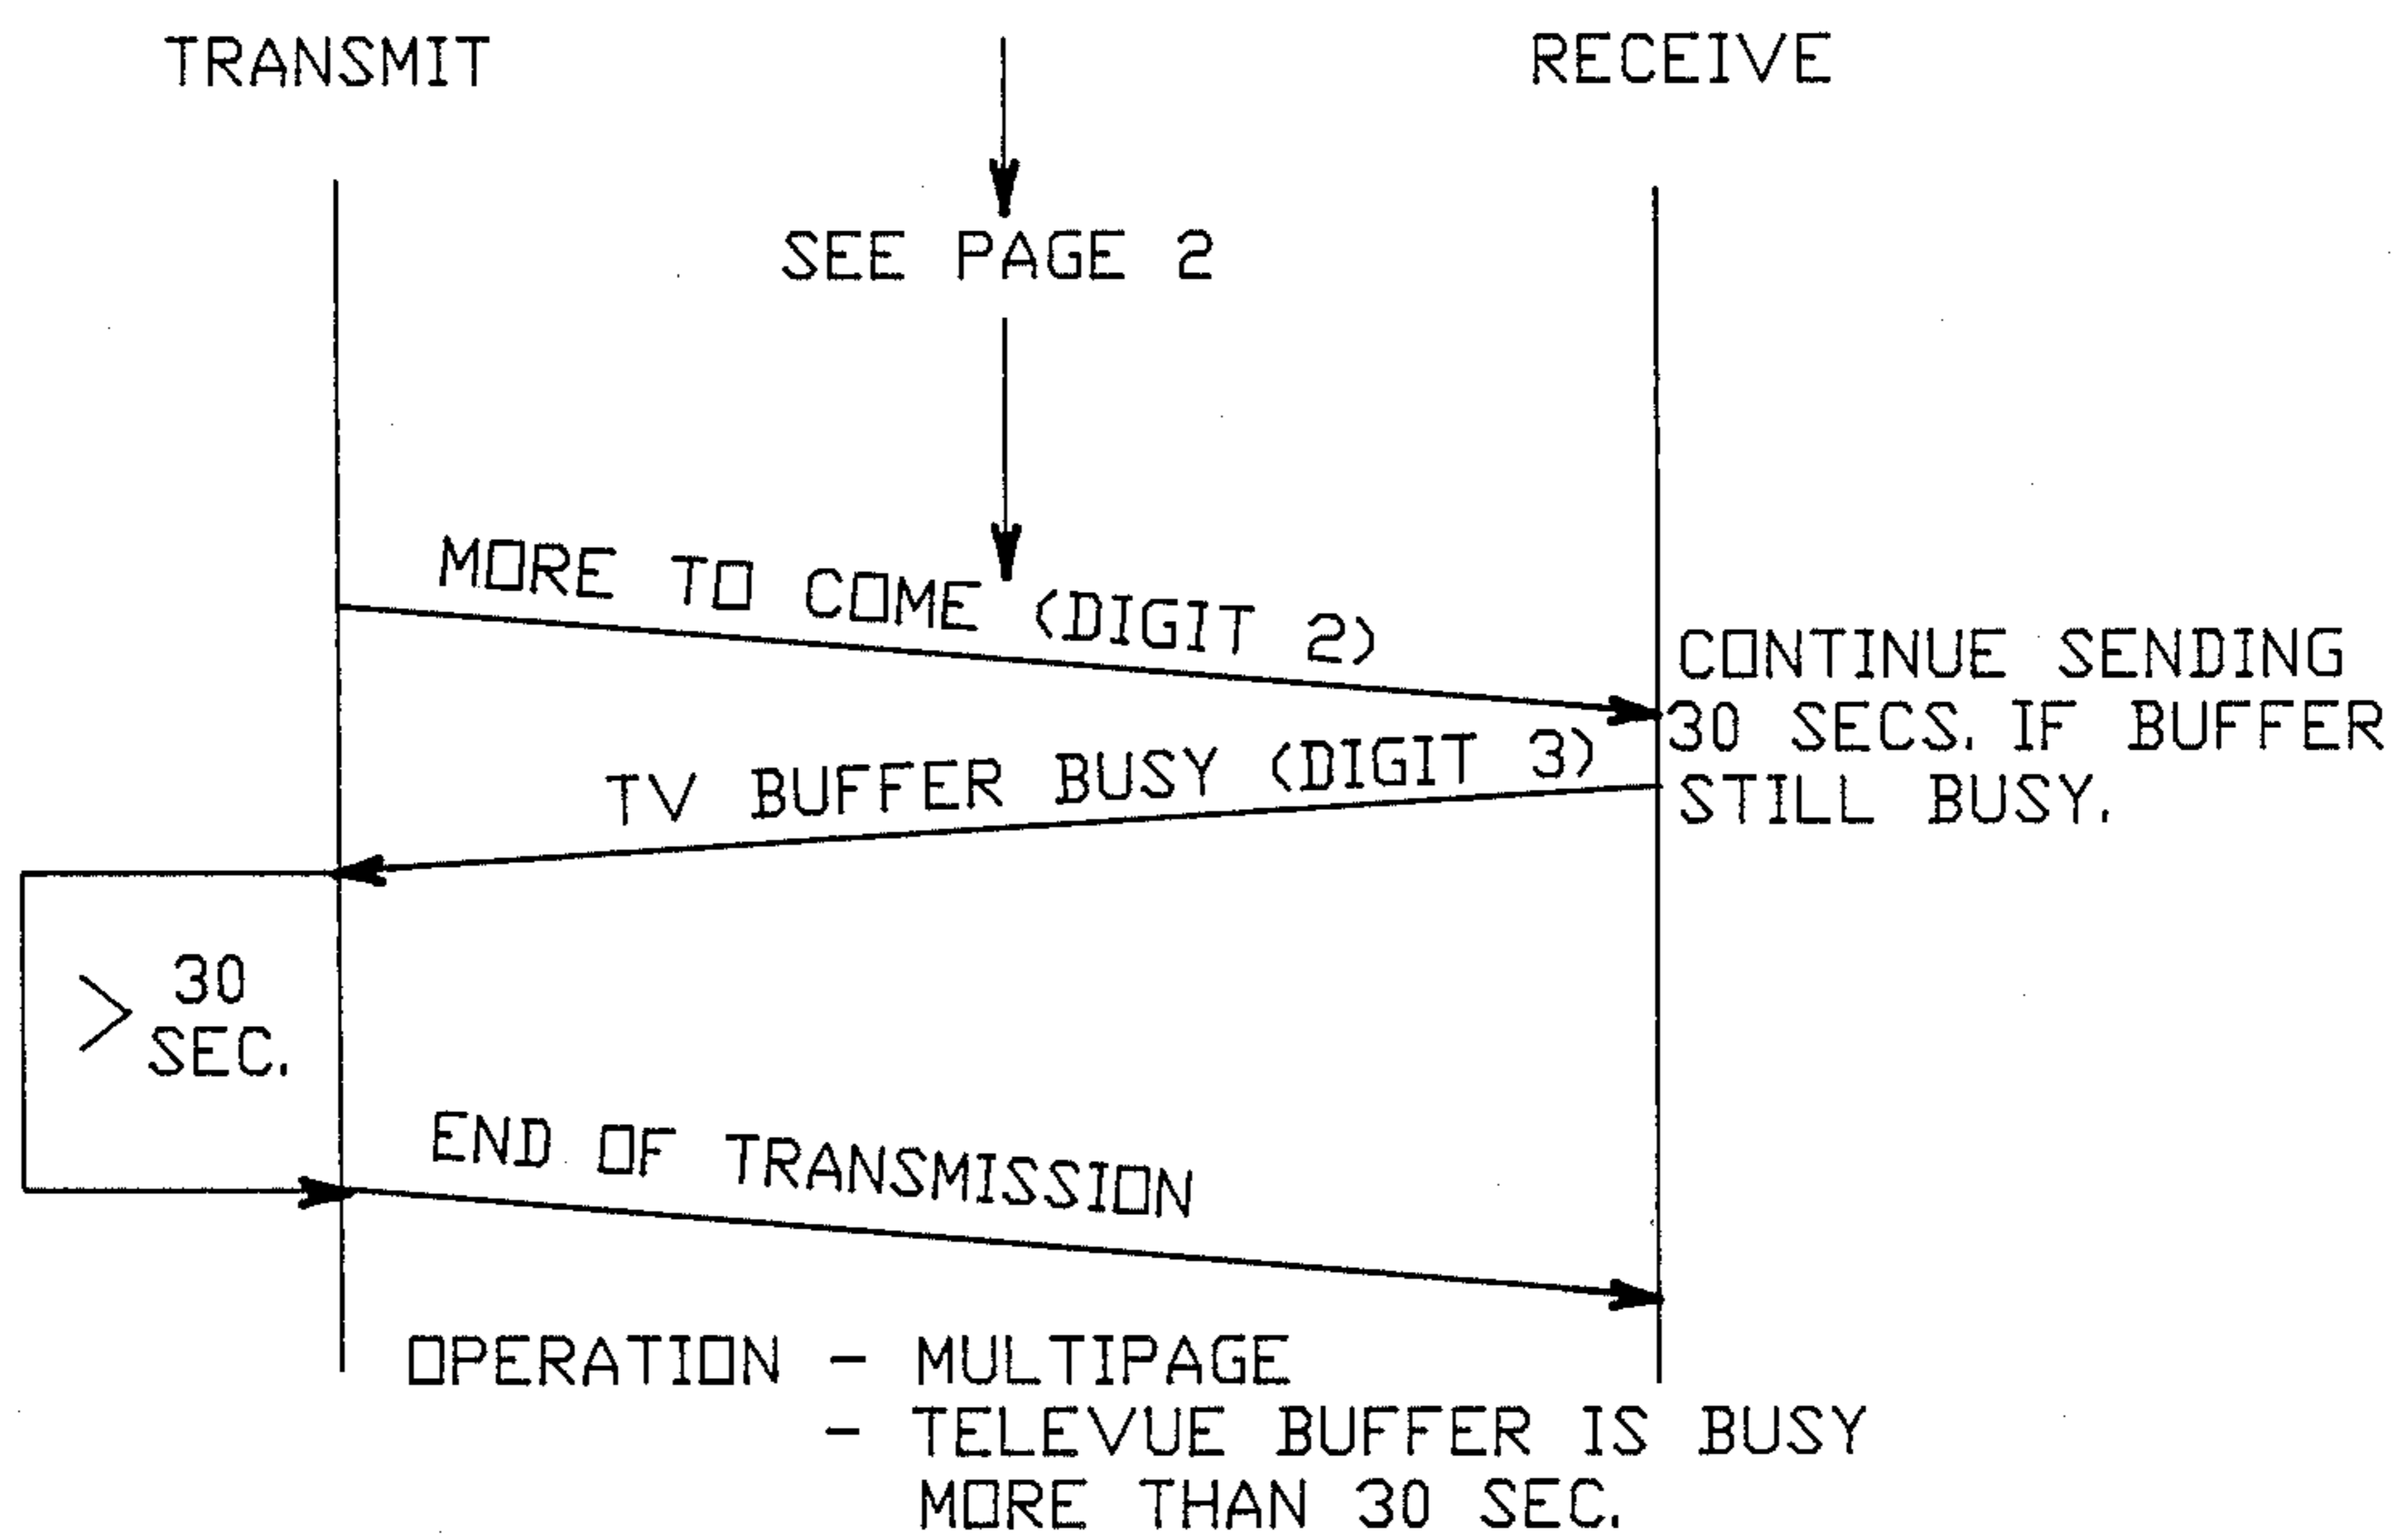 TRANSMIT
RECEIVE
SEE PAGE 2
MORE TO COME (DIGIT 2)
CONTINUE SENDING
30 SECS. IF BUFFER
STILL BUSY.
TV BUFFER BUSY (DIGIT 3)
> 30
SEC.
END OF TRANSMISSION
OPERATION - MULTIPAGE
- TELEVUE BUFFER IS BUSY
MORE THAN 30 SEC.